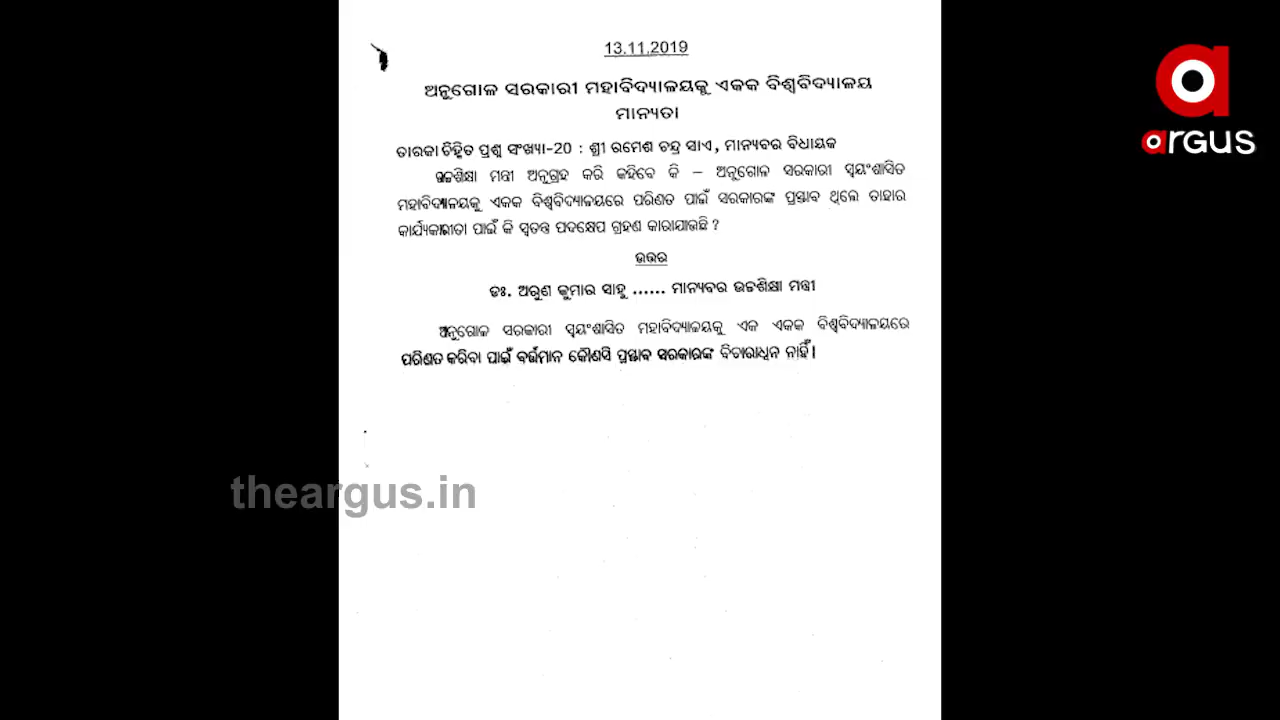 13.11.2019
ଅନୁଗୋଳ ସରକାରୀ ମହାବିଦ୍ୟାଳୟକୁ ଏକକ ବିଶ୍ୱବିଦ୍ୟାଳୟ
ମାନ୍ୟତା
ତାରକା ଚିହ୍ନିତ ପ୍ରଶ୍ନ ସଂଖ୍ୟା-20 : ଶ୍ରୀ ରମେଶ ଚନ୍ଦ୍ର ସାଏ, ମାନ୍ୟବର ବିଧାୟକ
ଉଚ୍ଚଶିକ୍ଷା ମନ୍ତ୍ରୀ ଅନୁଗ୍ରହ କରି କହିବେ କି – ଅନୁଗୋଳ ସରକାରୀ ସ୍ୱୟଂଶାସିତ
ମହାବିଦ୍ୟାଳୟକୁ ଏକକ ବିଶ୍ୱବିଦ୍ୟାଳୟରେ ପରିଣତ ପାଇଁ ସରକାରଙ୍କ ପ୍ରସ୍ତାବ ଥିଲେ ତାହାର
କାର୍ଯ୍ୟକାରୀତା ପାଇଁ କି ସ୍ୱତନ୍ତ୍ର ପଦକ୍ଷେପ ଗ୍ରହଣ କାରାଯାଉଛି ?
ଉତ୍ତର
ଡଃ. ଅରୁଣ କୁମାର ସାହୁ ...... ମାନ୍ୟବର ଉଚ୍ଚଶିକ୍ଷା ମନ୍ତ୍ରୀ
ଅନୁଗୋଳ ସରକାରୀ ସ୍ୱୟଂଶାସିତ ମହାବିଦ୍ୟାଳୟକୁ ଏକ ଏକକ ବିଶ୍ୱବିଦ୍ୟାଳୟରେ
ପରିଣତ କରିବା ପାଇଁ ବର୍ତ୍ତମାନ କୌଣସି ପ୍ରସ୍ତାବ ସରକାରଙ୍କ ବିଚାରାଧୀନ ନାହିଁ।
theargus.in
argus